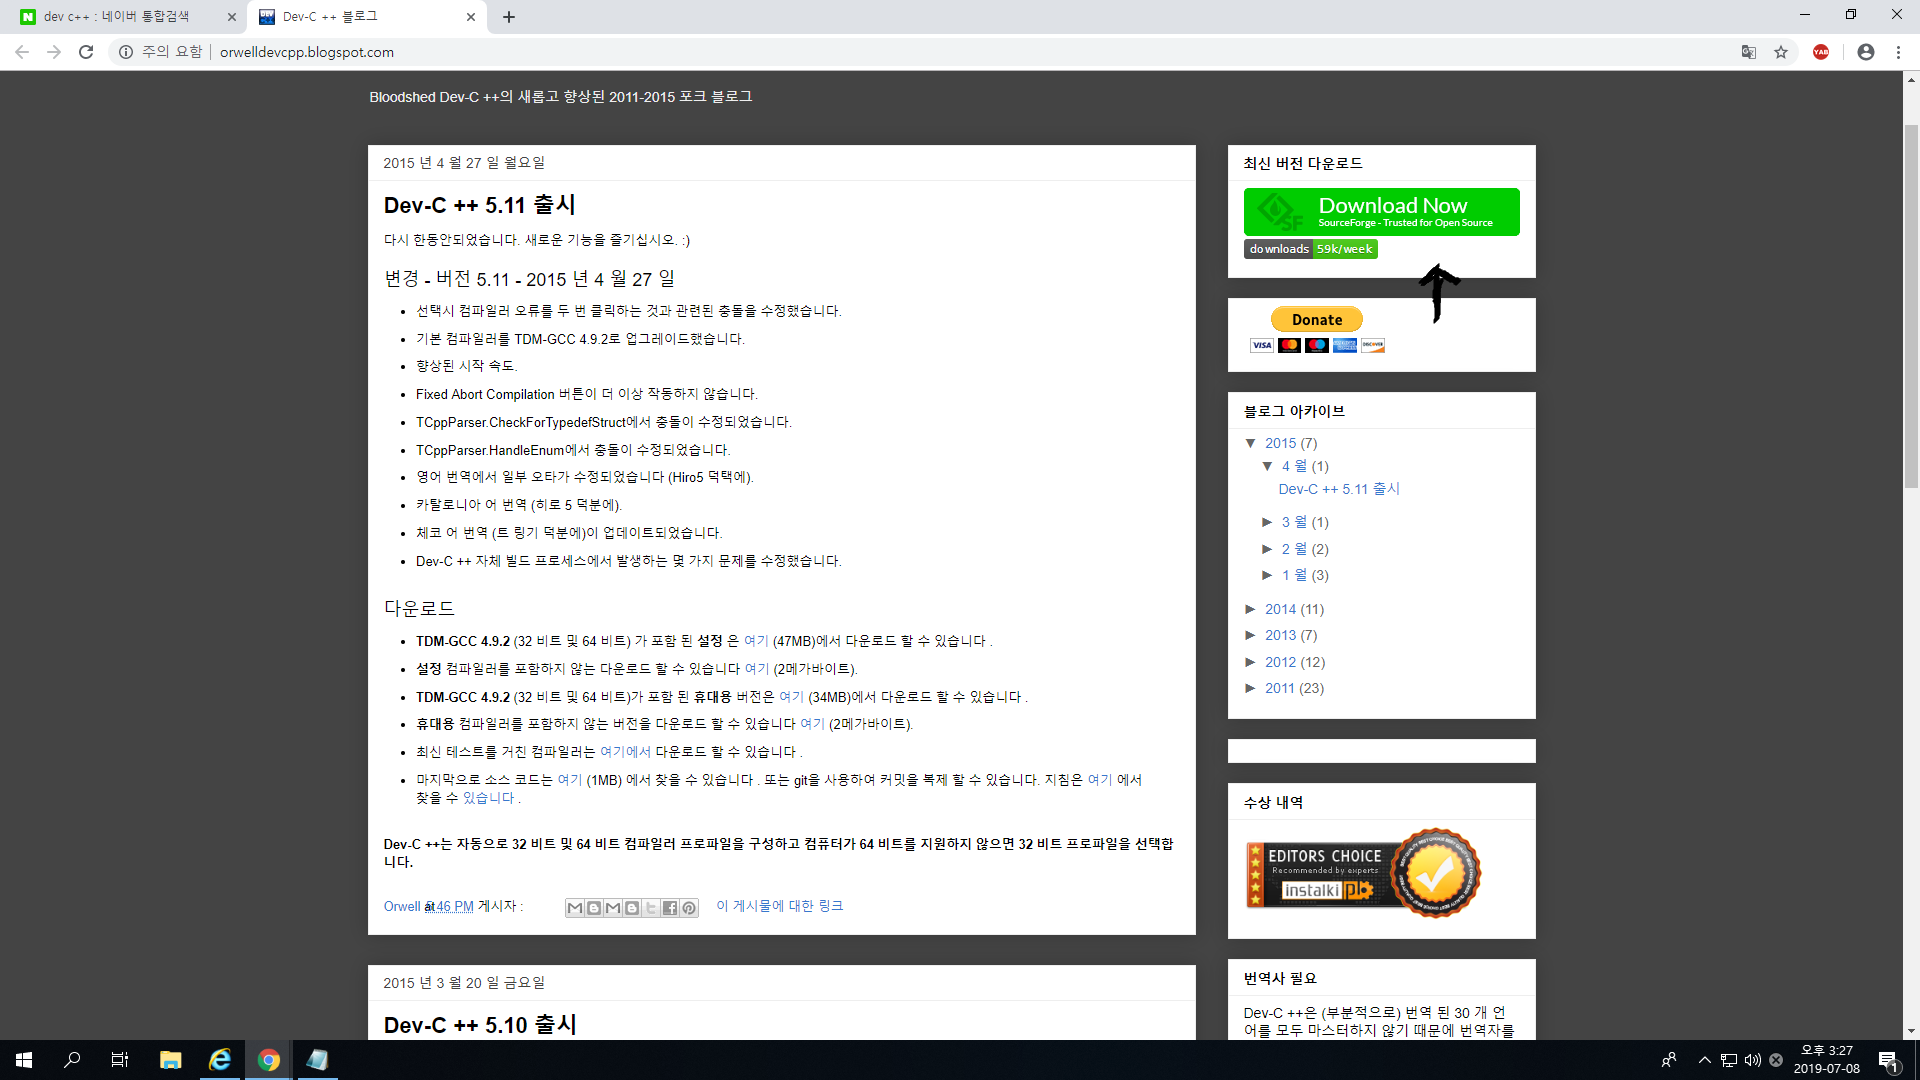 dev c++ : 네이버 통합검색
Dev-C ++ 블로그
주의 요함
orwelldevcpp.blogspot.com
YAB
Bloodshed Dev-C ++의 새롭고 향상된 2011-2015 포크 블로그
2015 년 4 월 27 일 월요일
Dev-C ++ 5.11 출시
다시 한동안되었습니다. 새로운 기능을 즐기십시오. :)
변경 - 버전 5.11 - 2015 년 4 월 27 일
선택시 컴파일러 오류를 두 번 클릭하는 것과 관련된 충돌을 수정했습니다.
기본 컴파일러를 TDM-GCC 4.9.2로 업그레이드했습니다.
향상된 시작 속도.
Fixed Abort Compilation 버튼이 더 이상 작동하지 않습니다.
TCppParser.CheckForTypedefStruct에서 충돌이 수정되었습니다.
TCppParser.HandleEnum에서 충돌이 수정되었습니다.
영어 번역에서 일부 오타가 수정되었습니다 (Hiro5 덕택에).
카탈로니아 어 번역 (히로 5 덕분에).
체코 어 번역 (트 링기 덕분에)이 업데이트되었습니다.
Dev-C ++ 자체 빌드 프로세스에서 발생하는 몇 가지 문제를 수정했습니다.
다운로드
TDM-GCC 4.9.2 (32 비트 및 64 비트) 가 포함 된 설정 은 여기 (47MB)에서 다운로드 할 수 있습니다 .
설정 컴파일러를 포함하지 않는 다운로드 할 수 있습니다 여기 (2메가바이트).
TDM-GCC 4.9.2 (32 비트 및 64 비트)가 포함 된 휴대용 버전은 여기 (34MB)에서 다운로드 할 수 있습니다 .
휴대용 컴파일러를 포함하지 않는 버전을 다운로드 할 수 있습니다 여기 (2메가바이트).
최신 테스트를 거친 컴파일러는 여기에서 다운로드 할 수 있습니다 .
마지막으로 소스 코드는 여기 (1MB) 에서 찾을 수 있습니다 . 또는 git을 사용하여 커밋을 복제 할 수 있습니다. 지침은 여기 에서
찾을 수 있습니다 .
Dev-C ++는 자동으로 32 비트 및 64 비트 컴파일러 프로파일을 구성하고 컴퓨터가 64 비트를 지원하지 않으면 32 비트 프로파일을 선택합
니다.
Orwell 46 PM 게시자 :
이 게시물에 대한 링크
2015 년 3 월 20 일 금요일
Dev-C ++ 5.10 출시
최신 버전 다운로드
SF
Download Now
SourceForge - Trusted for Open Source
downloads 59k/week
Donate
VISA
DISCOVER
블로그 아카이브
▼ 2015 (7)
▼ 4 월 (1)
Dev-C ++ 5.11 출시
► 3 월 (1)
► 2 월 (2)
► 1 월 (3)
► 2014 (11)
► 2013 (7)
► 2012 (12)
► 2011 (23)
수상 내역
EDITORS CHOICE
Recommended by experts
instalki pl
번역사 필요
Dev-C ++은 (부분적으로) 번역 된 30 개 언
어를 모두 마스터하지 않기 때문에 번역자를
오후 3:27
2019-07-08
1